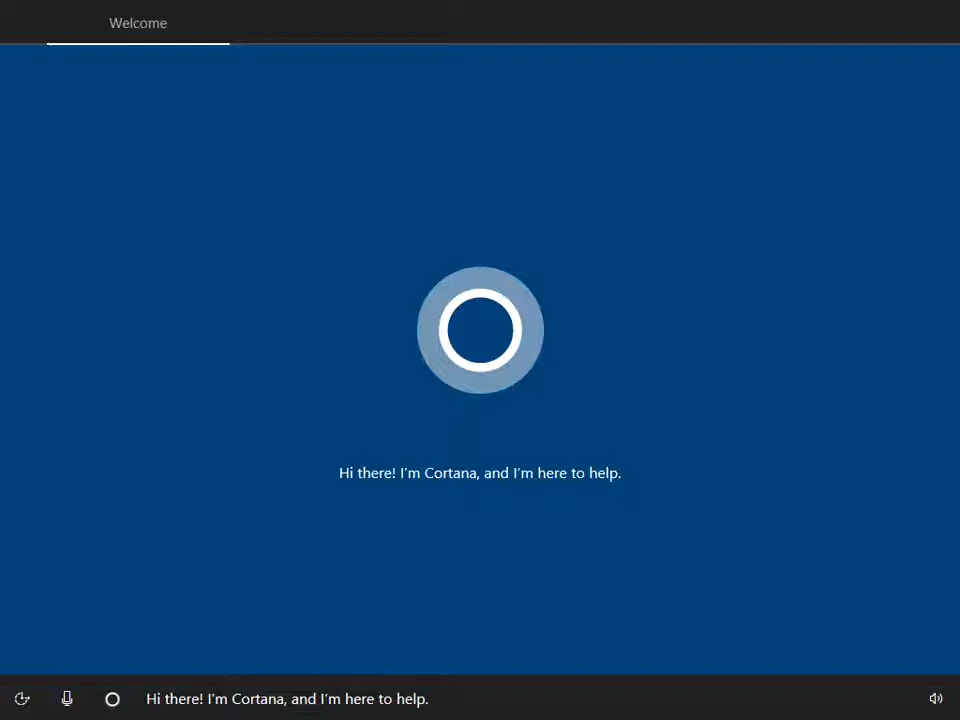 Welcome
Hi there! I'm Cortana, and I'm here to help.
Hi there! I'm Cortana, and I'm here to help.